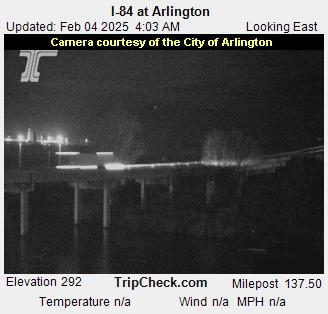 I-84 at Arlington
Updated: Feb 04 2025 4:03 AM Looking East
Camera courtesy of the City of Arlington
Elevation 292 TripCheck.com Milepost 137.50
Temperature n/a Wind n/a MPH n/a